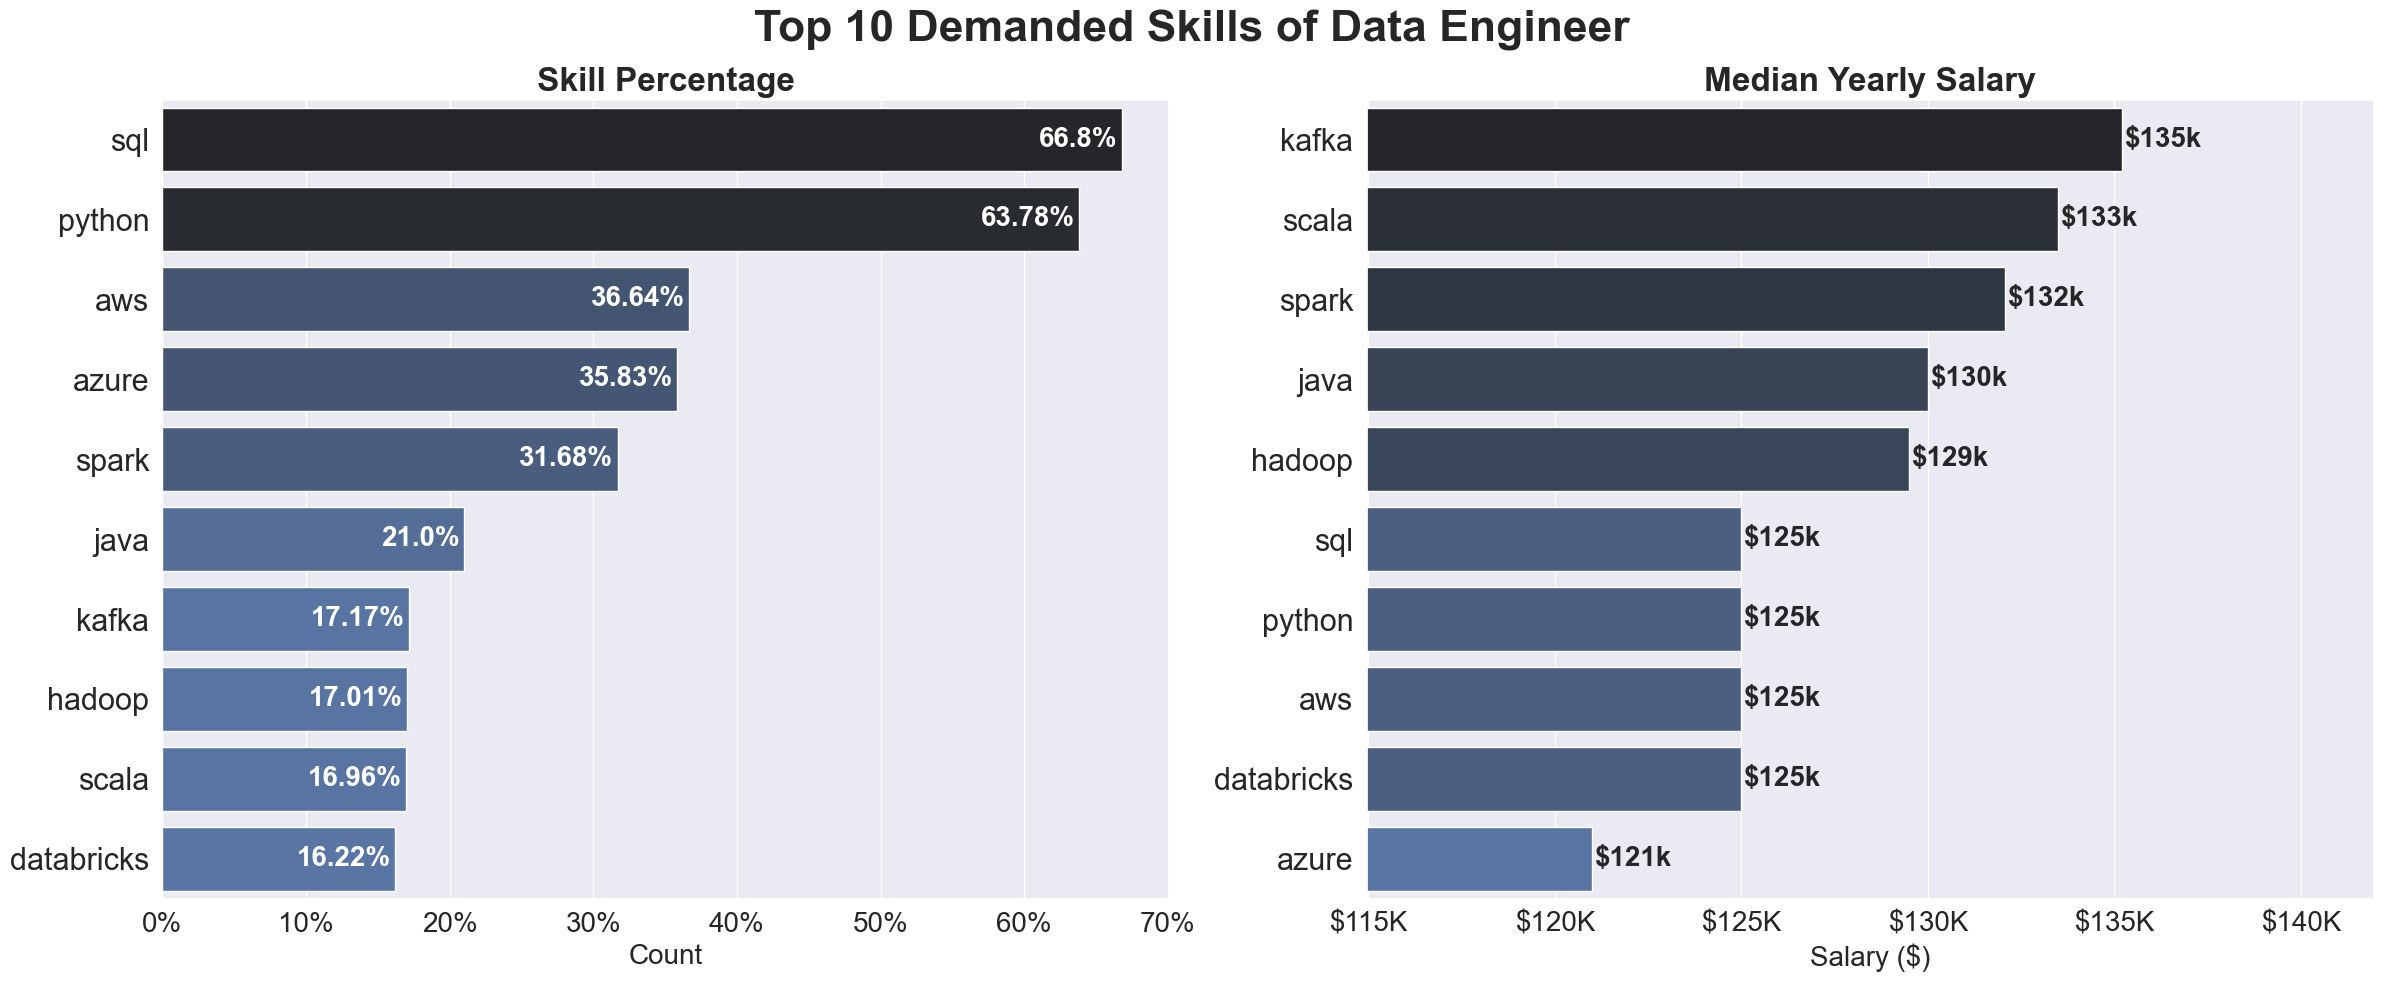 Top 10 Demanded Skills of Data Engineer
Skill Percentage
sql 66.8%
python 63.78%
aws 36.64%
azure 35.83%
spark 31.68%
java 21.0%
kafka 17.17%
hadoop 17.01%
scala 16.96%
databricks 16.22%
0% 10% 20% 30% 40% 50% 60% 70%
Count
Median Yearly Salary
kafka $135k
scala $133k
spark $132k
java $130k
hadoop $129k
sql $125k
python $125k
aws $125k
databricks $125k
azure $121k
$115K $120K $125K $130K $135K $140K
Salary ($)